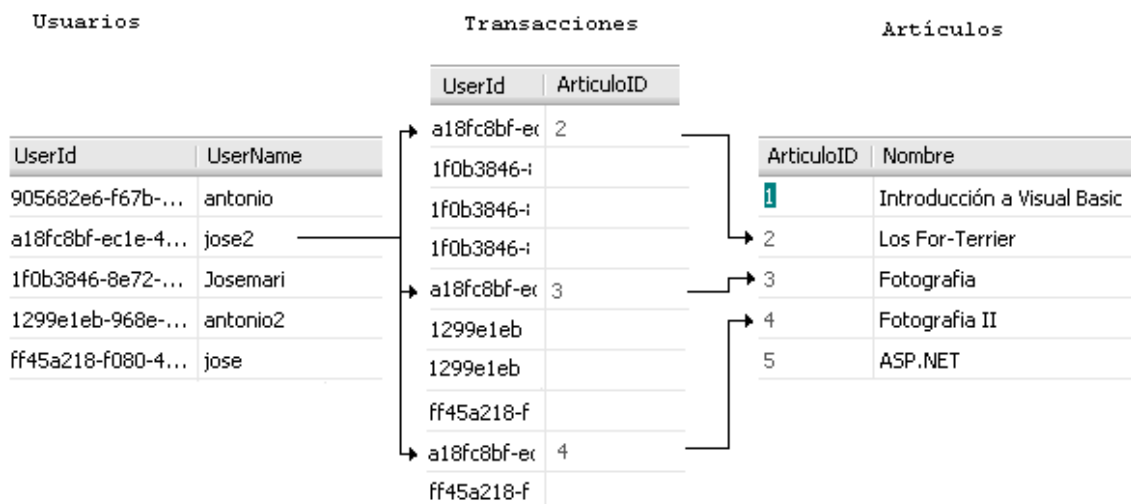 Usuarios
Transacciones
Artículos
UserId UserName
905682e6-f67b-... antonio
a18fc8bf-ec1e-4... jose2
1f0b3846-8e72-... Josemari
1299e1eb-968e-... antonio2
ff45a218-f080-4... jose
UserId ArticuloID
a18fc8bf-ec 2
1f0b3846-
1f0b3846-
1f0b3846-
a18fc8bf-ec 3
1299e1eb
1299e1eb
ff45a218-f
a18fc8bf-ec 4
ff45a218-f
ArticuloID Nombre
1 Introducción a Visual Basic
2 Los For-Terrier
3 Fotografia
4 Fotografia II
5 ASP.NET